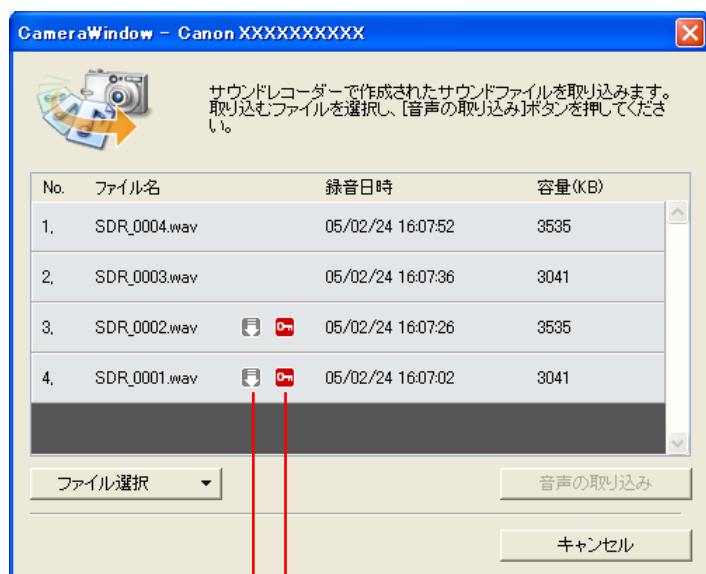 CameraWindow - Canon XXXXXXXXXX
サウンドレコーダーで作成されたサウンドファイルを取り込みます。
取り込むファイルを選択し、[音声の取り込み]ボタンを押してくださ
い。
No. ファイル名 録音日時 容量(KB)
1, SDR_0004.wav 05/02/24 16:07:52 3535
2, SDR_0003.wav 05/02/24 16:07:36 3041
3, SDR_0002.wav 05/02/24 16:07:26 3535
4, SDR_0001.wav 05/02/24 16:07:02 3041
ファイル選択 音声の取り込み
キャンセル